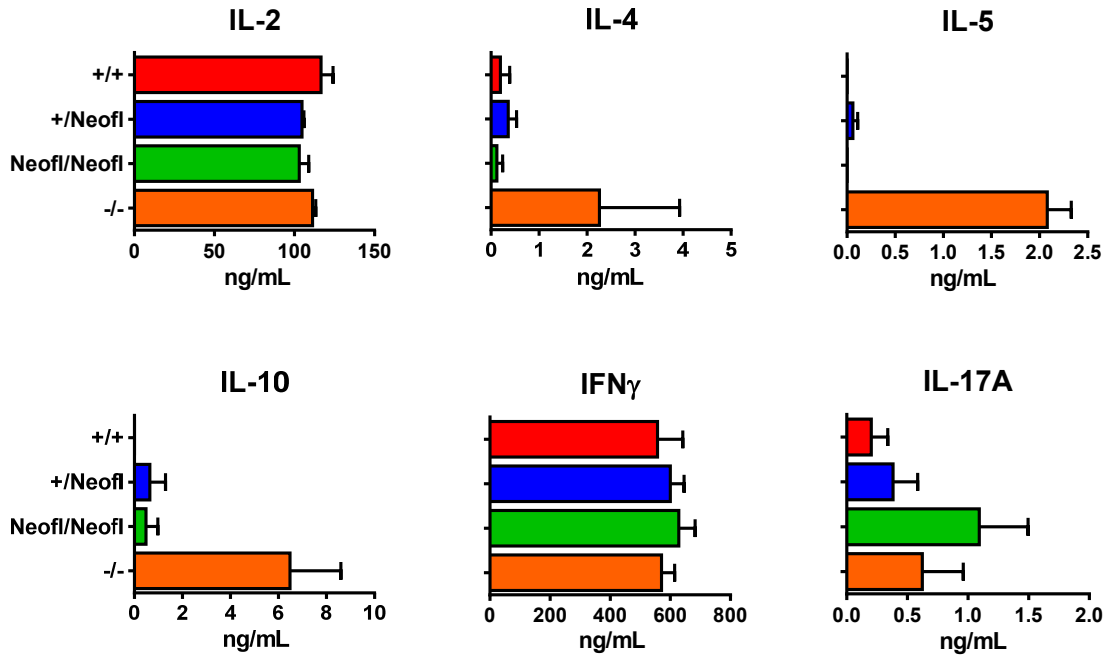 IL-2
IL-4
IL-5
+/+
+/Neofl
Neofl/Neofl
-/-
0 50 100 150
0 1 2 3 4 5
0.0 0.5 1.0 1.5 2.0 2.5
ng/mL
ng/mL
ng/mL
IL-10
IFNγ
IL-17A
+/+
+/Neofl
Neofl/Neofl
-/-
0 2 4 6 8 10
0 200 400 600 800
0.0 0.5 1.0 1.5 2.0
ng/mL
ng/mL
ng/mL